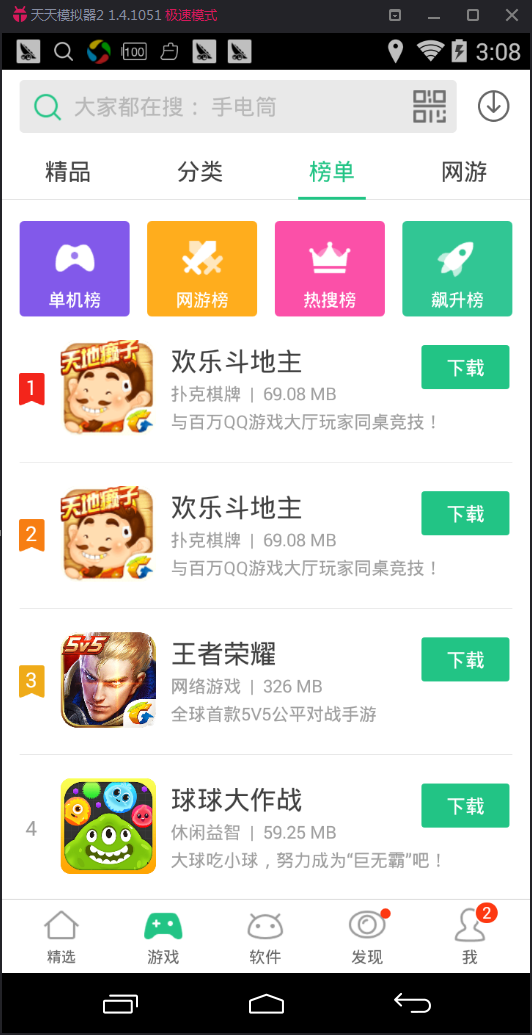 天天模拟器2 1.4.1051 极速模式
100
3:08
大家都在搜： 手电筒
精品 分类 榜单 网游
单机榜 网游榜 热搜榜 飙升榜
1
天地癞子
欢乐斗地主
扑克棋牌 | 69.08 MB
与百万QQ游戏大厅玩家同桌竞技！
下载
2
天地癞子
欢乐斗地主
扑克棋牌 | 69.08 MB
与百万QQ游戏大厅玩家同桌竞技！
下载
3
5v5
王者荣耀
网络游戏 | 326 MB
全球首款5V5公平对战手游
下载
4
球球大作战
休闲益智 | 59.25 MB
大球吃小球，努力成为“巨无霸”吧！
下载
2
精选 游戏 软件 发现 我